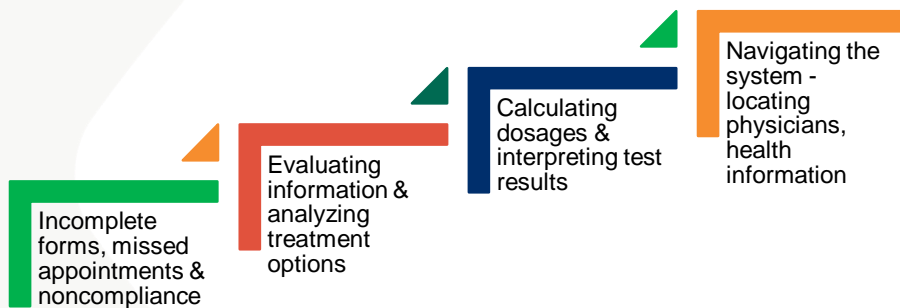 Incomplete
forms, missed
appointments &
noncompliance
Evaluating
information &
analyzing
treatment
options
Calculating
dosages &
interpreting test
results
Navigating the
system -
locating
physicians,
health
information